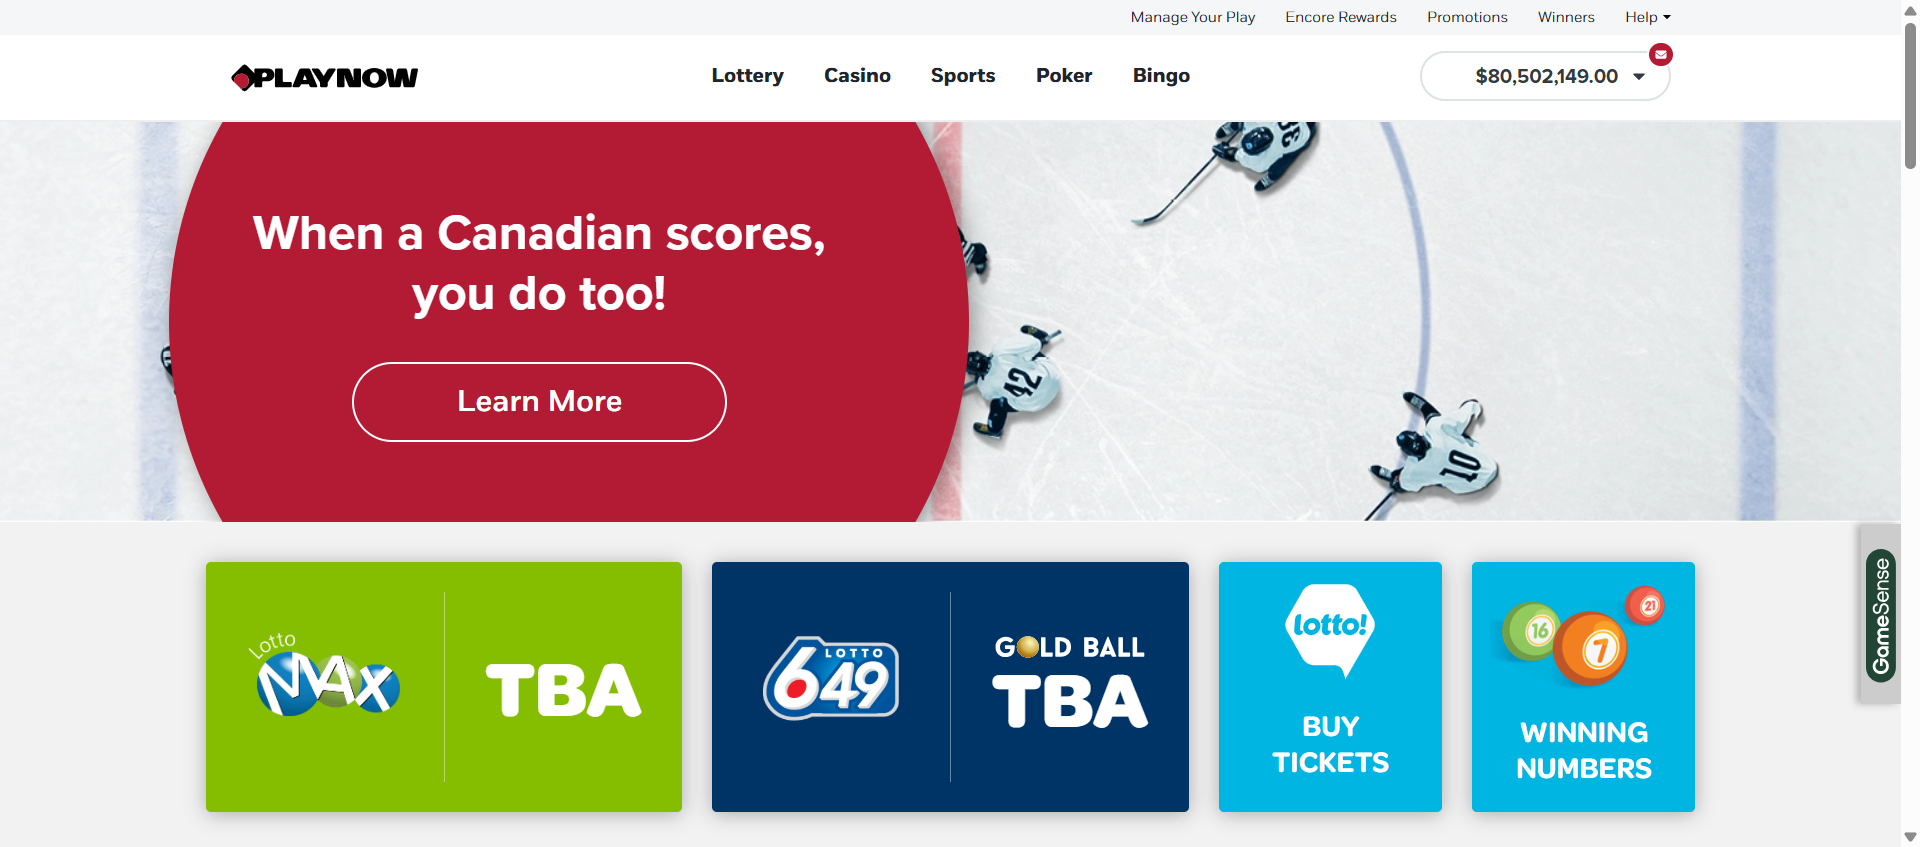 Manage Your Play
Encore Rewards
Promotions
Winners
Help
PLAYNOW
Lottery
Casino
Sports
Poker
Bingo
$80,502,149.00
When a Canadian scores,
you do too!
Learn More
39
42
10
Lotto
MAX
TBA
LOTTO
649
GOLD BALL
TBA
lotto!
BUY
TICKETS
16
7
21
WINNING
NUMBERS
GameSense